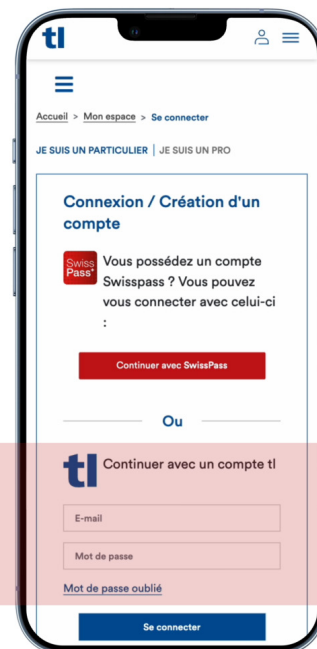 tl
Accueil > Mon espace > Se connecter
JE SUIS UN PARTICULIER | JE SUIS UN PRO
Connexion / Création d'un
compte
Swiss
Pass+
Vous possédez un compte
Swisspass ? Vous pouvez
vous connecter avec celui-ci
:
Continuer avec SwissPass
Ou
tl
Continuer avec un compte tl
E-mail
Mot de passe
Mot de passe oublié
Se connecter